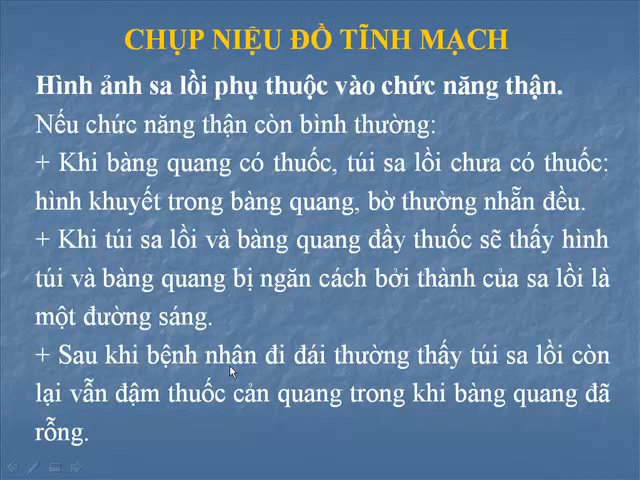 CHỤP NIỆU ĐỒ TĨNH MẠCH
Hình ảnh sa lồi phụ thuộc vào chức năng thận.
Nếu chức năng thận còn bình thường:
+ Khi bàng quang có thuốc, túi sa lồi chưa có thuốc:
hình khuyết trong bàng quang, bờ thường nhẵn đều.
+ Khi túi sa lồi và bàng quang đầy thuốc sẽ thấy hình
túi và bàng quang bị ngăn cách bởi thành của sa lồi là
một đường sáng.
+ Sau khi bệnh nhân đi đái thường thấy túi sa lồi còn
lại vẫn đậm thuốc cản quang trong khi bàng quang đã
rỗng.